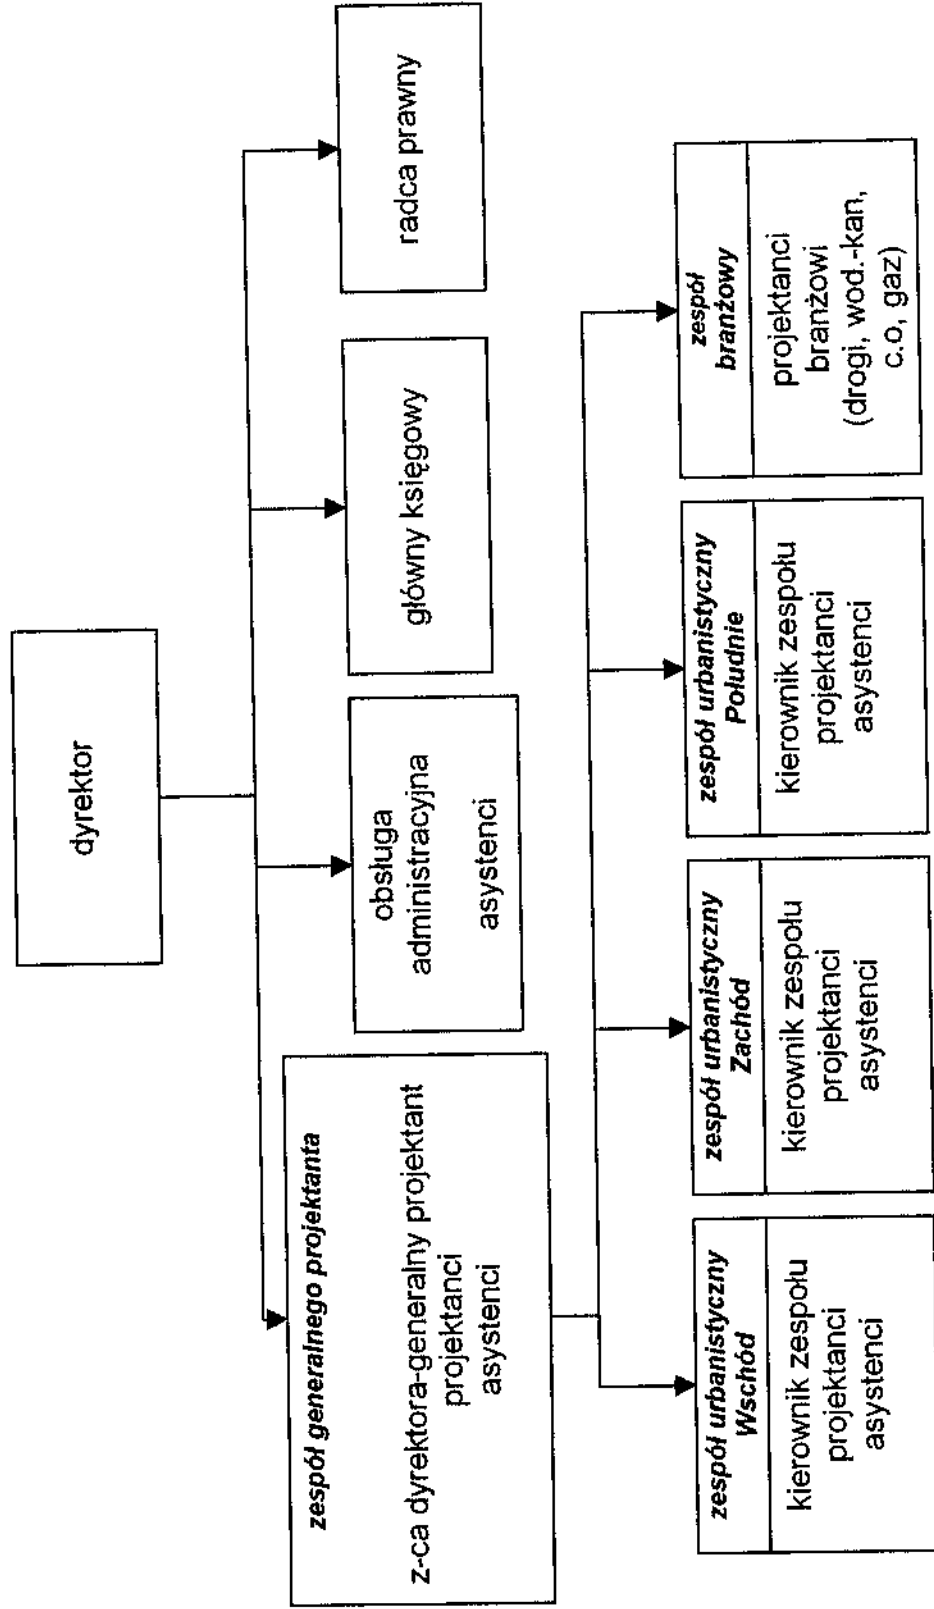 dyrektor
zespół generalnego projektanta
z-ca dyrektora-generalny projektant
projektanci
asystenci
obsługa
administracyjna
asystenci
główny księgowy
radca prawny
zespół urbanistyczny
Wschód
kierownik zespołu
projektanci
asystenci
zespół urbanistyczny
Zachód
kierownik zespołu
projektanci
asystenci
zespół urbanistyczny
Południe
kierownik zespołu
projektanci
asystenci
zespół
branżowy
projektanci
branżowi
(drogi, wod.-kan,
c.o, gaz)